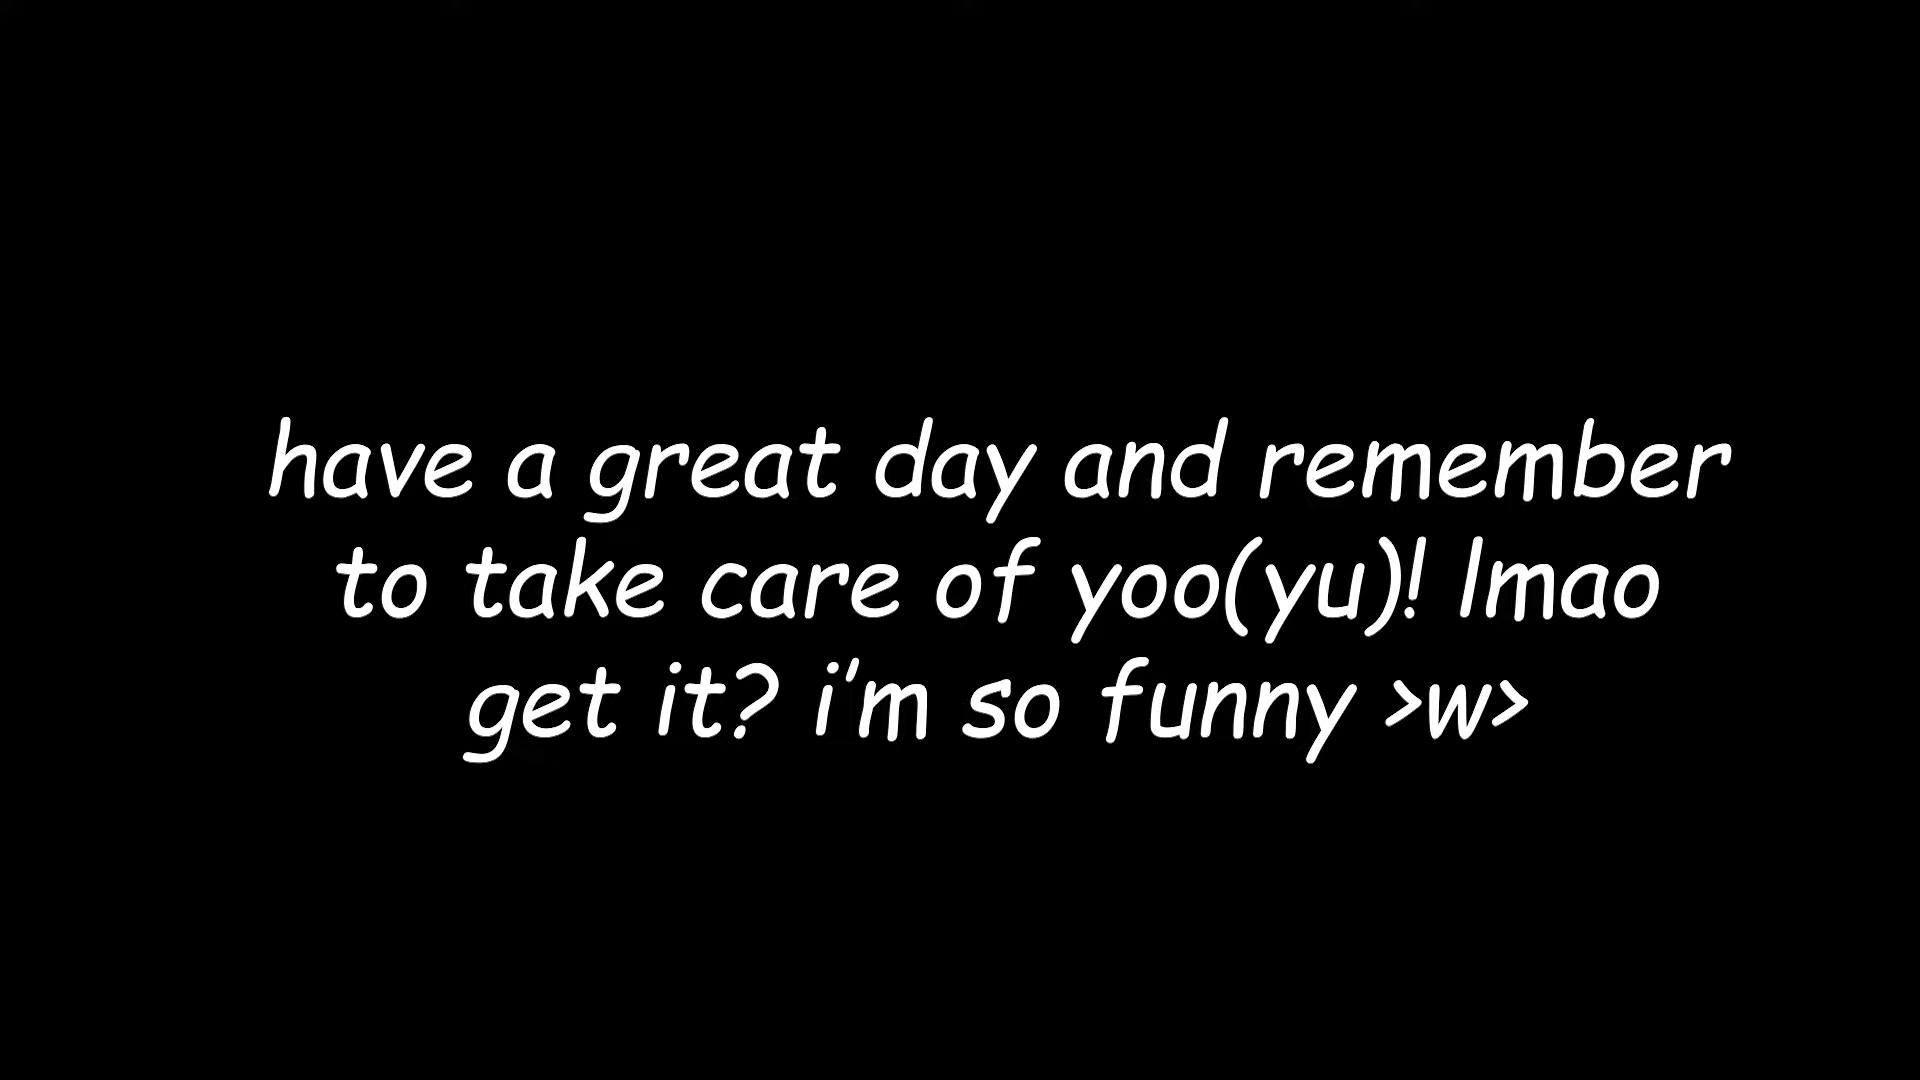 have a great day and remember
to take care of yoo(yu)! lmao
get it? i'm so funny >w>